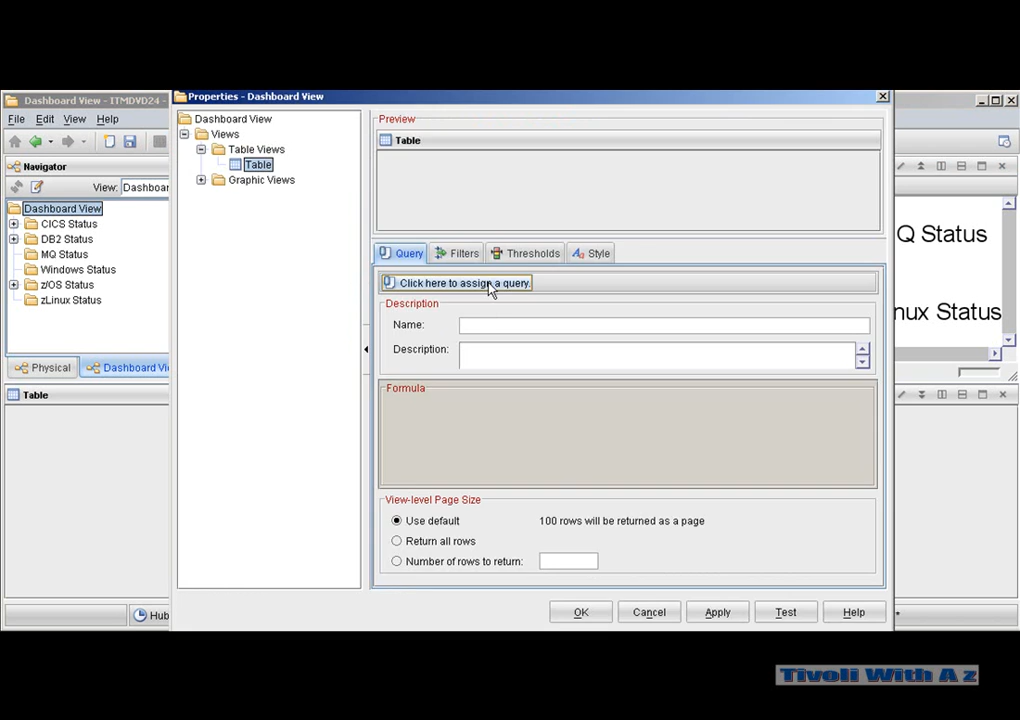 Dashboard View - ITMDVD24 -
Properties - Dashboard View
File Edit View Help
Navigator
View: Dashboar
Dashboard View
CICS Status
DB2 Status
MQ Status
Windows Status
z/OS Status
zLinux Status
Physical
Dashboard Vi
Table
Hub
Dashboard View
Views
Table Views
Table
Graphic Views
Preview
Table
Query
Filters
Thresholds
Style
Click here to assign a query.
Description
Name:
Description:
Formula
View-level Page Size
Use default
100 rows will be returned as a page
Return all rows
Number of rows to return:
OK
Cancel
Apply
Test
Help
Q Status
nux Status
Tivoli With A z